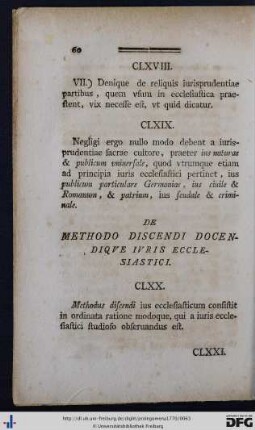 60
CLXVIII.
VII.) Denique de reliquis iurisprudentiae
partibus, quem vſum in eccleſiaſtica prae-
ſtent, vix neceſſe eſt, vt quid dicatur.
CLXIX.
Negligi ergo nullo modo debent a iuris-
prudentiae ſacrae cultore, praeter ius naturae
& publicum vniuerſale, quod vtrumque etiam
ad principia iuris eccleſiaſtici pertinet, ius
publicum particulare Germaniae, ius ciuile &
Romanum, & patrium, ius feudale & crimi-
nale.
DE
METHODO DISCENDI DOCEN-
DIQVE IVRIS ECCLE-
SIASTICI.
CLXX.
Methodus diſcendi ius eccleſiaſticum conſiſtit
in ordinata ratione modoque, qui a iuris eccle-
ſiaſtici ſtudioſo obſeruandus eſt.
CLXXI.
© Universitätsbibliothek Freiburg
DFG